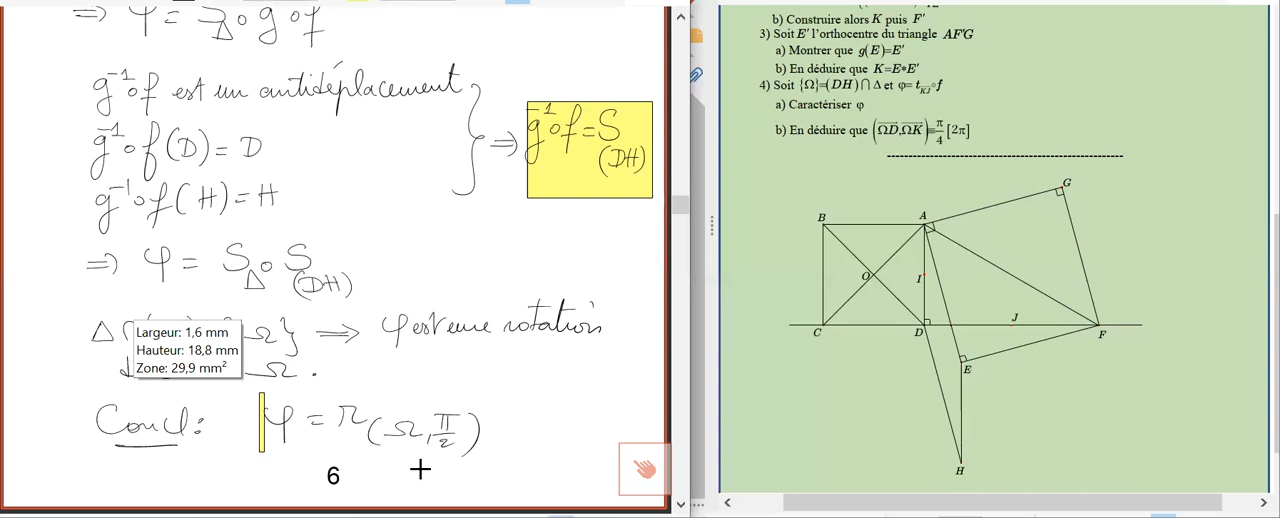 ⇒ φ = S_Δ ∘ g⁻¹∘f
g⁻¹∘f est un antidéplacement
g⁻¹∘f(D) = D
g⁻¹∘f(H) = H
⇒ g⁻¹∘f = S_(DH)
⇒ φ = S_Δ ∘ S_(DH)
Δ Ω} ⇒ φ est une rotation
Ω.
Largeur: 1,6 mm
Hauteur: 18,8 mm
Zone: 29,9 mm²
Concl: φ = r(Ω, π/2)
6
b) Construire alors K puis F'
3) Soit E' l'orthocentre du triangle AF'G
a) Montrer que g(E)=E'
b) En déduire que K=E*E'
4) Soit {Ω}=(DH)∩Δ et φ= t_KJ∘f
a) Caractériser φ
b) En déduire que (ΩD,ΩK)≡π/4[2π]
G
B
A
O
I
J
C
D
F
E
H